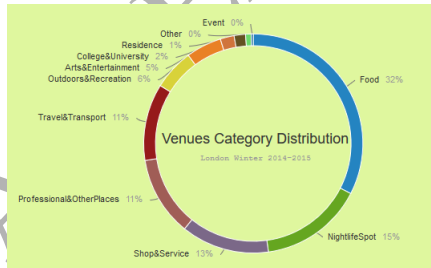 Event 0%
Other 0%
Residence 1%
College&University 2%
Arts&Entertainment 5%
Outdoors&Recreation 6%
Food 32%
Travel&Transport 11%
Venues Category Distribution
London Winter 2014-2015
Professional&OtherPlaces 11%
NightlifeSpot 15%
Shop&Service 13%